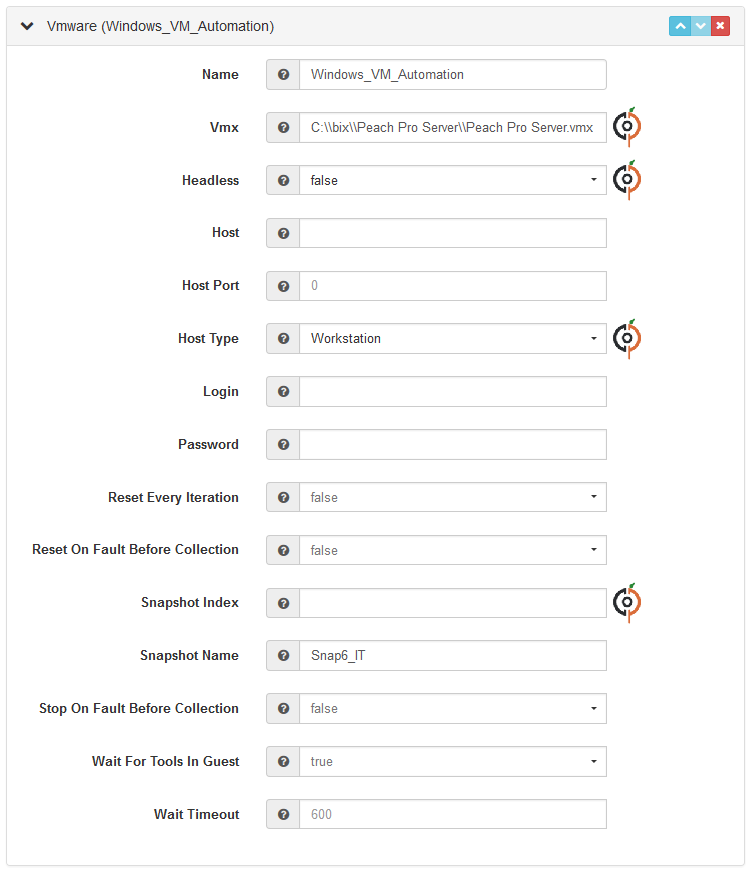 Vmware (Windows_VM_Automation)
Name Windows_VM_Automation
Vmx C:\\bix\\Peach Pro Server\\Peach Pro Server.vmx
Headless false
Host
Host Port 0
Host Type Workstation
Login
Password
Reset Every Iteration false
Reset On Fault Before Collection false
Snapshot Index
Snapshot Name Snap6_IT
Stop On Fault Before Collection false
Wait For Tools In Guest true
Wait Timeout 600